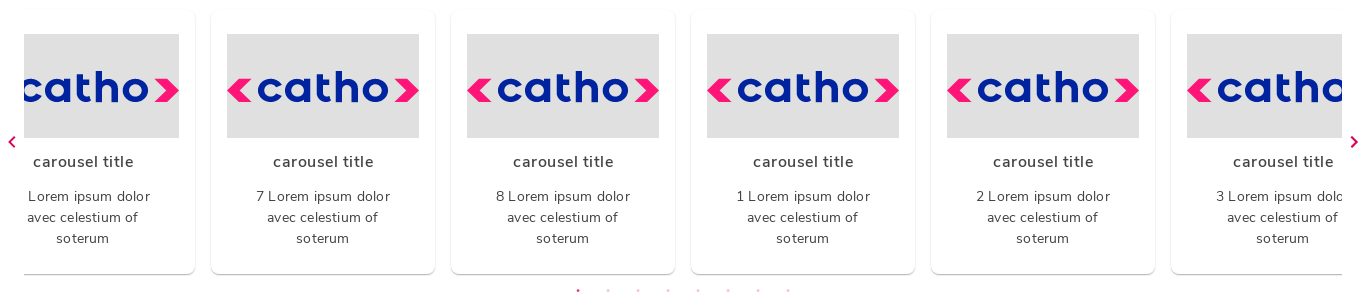 catho catho catho catho catho catho
carousel title carousel title carousel title carousel title carousel title carousel title
Lorem ipsum dolor 7 Lorem ipsum dolor 8 Lorem ipsum dolor 1 Lorem ipsum dolor 2 Lorem ipsum dolor 3 Lorem ipsum dolo
avec celestium of avec celestium of avec celestium of avec celestium of avec celestium of avec celestium of
soterum soterum soterum soterum soterum soterum